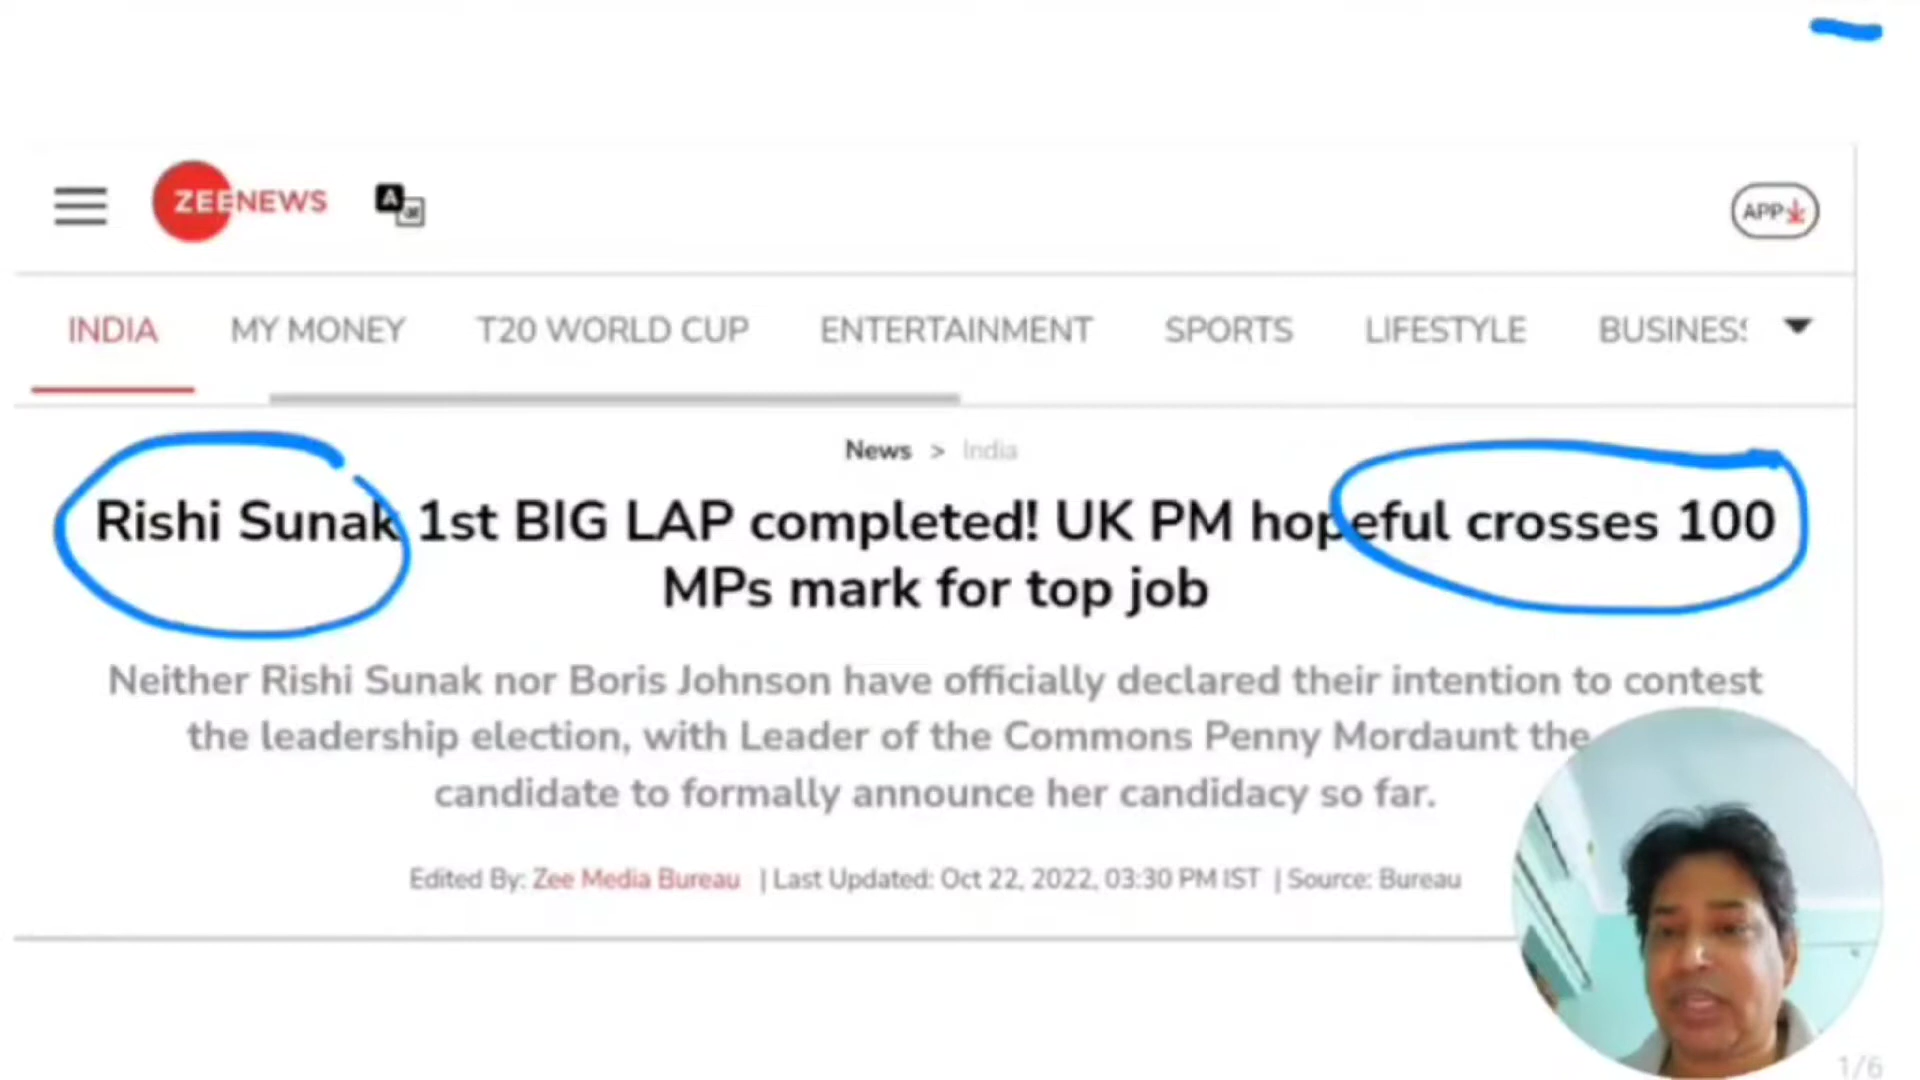 ZEENEWS
A
APP
INDIA MY MONEY T20 WORLD CUP ENTERTAINMENT SPORTS LIFESTYLE BUSINESS
News > India
Rishi Sunak 1st BIG LAP completed! UK PM hopeful crosses 100
MPs mark for top job
Neither Rishi Sunak nor Boris Johnson have officially declared their intention to contest
the leadership election, with Leader of the Commons Penny Mordaunt the
candidate to formally announce her candidacy so far.
Edited By: Zee Media Bureau | Last Updated: Oct 22, 2022, 03:30 PM IST | Source: Bureau
1/6